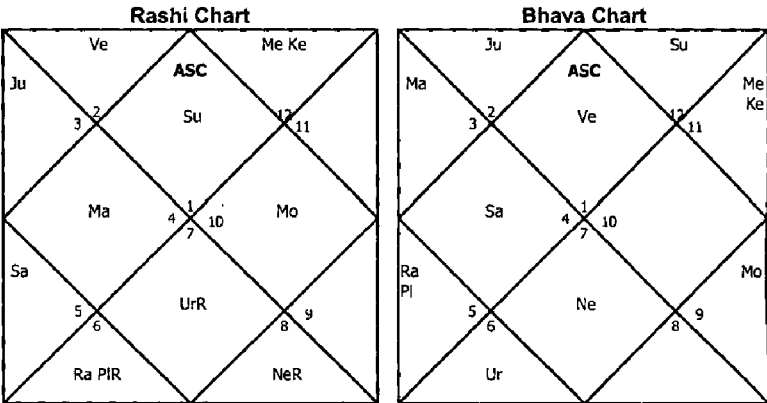 Rashi Chart
Ve
Me Ke
ASC
Ju
Su
2
12
3
11
1
Ma
4
10
Mo
7
Sa
UrR
5
9
6
8
Ra PlR
NeR
Bhava Chart
Ju
Su
ASC
Ma
Me
Ke
Ve
2
12
3
11
1
Sa
4
10
7
Ra
Pl
Mo
Ne
5
9
6
8
Ur